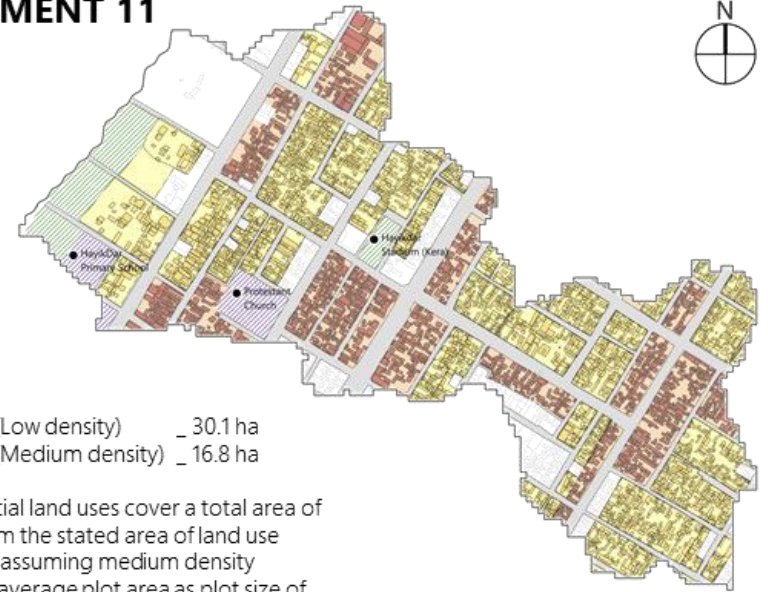 MENT 11
N
HayikDar
Primary School
Hayikdar
Stadium (Kera)
Protestant
Church
(Low density) _ 30.1 ha
(Medium density) _ 16.8 ha
tial land uses cover a total area of
m the stated area of land use
assuming medium density
average plot area as plot size of